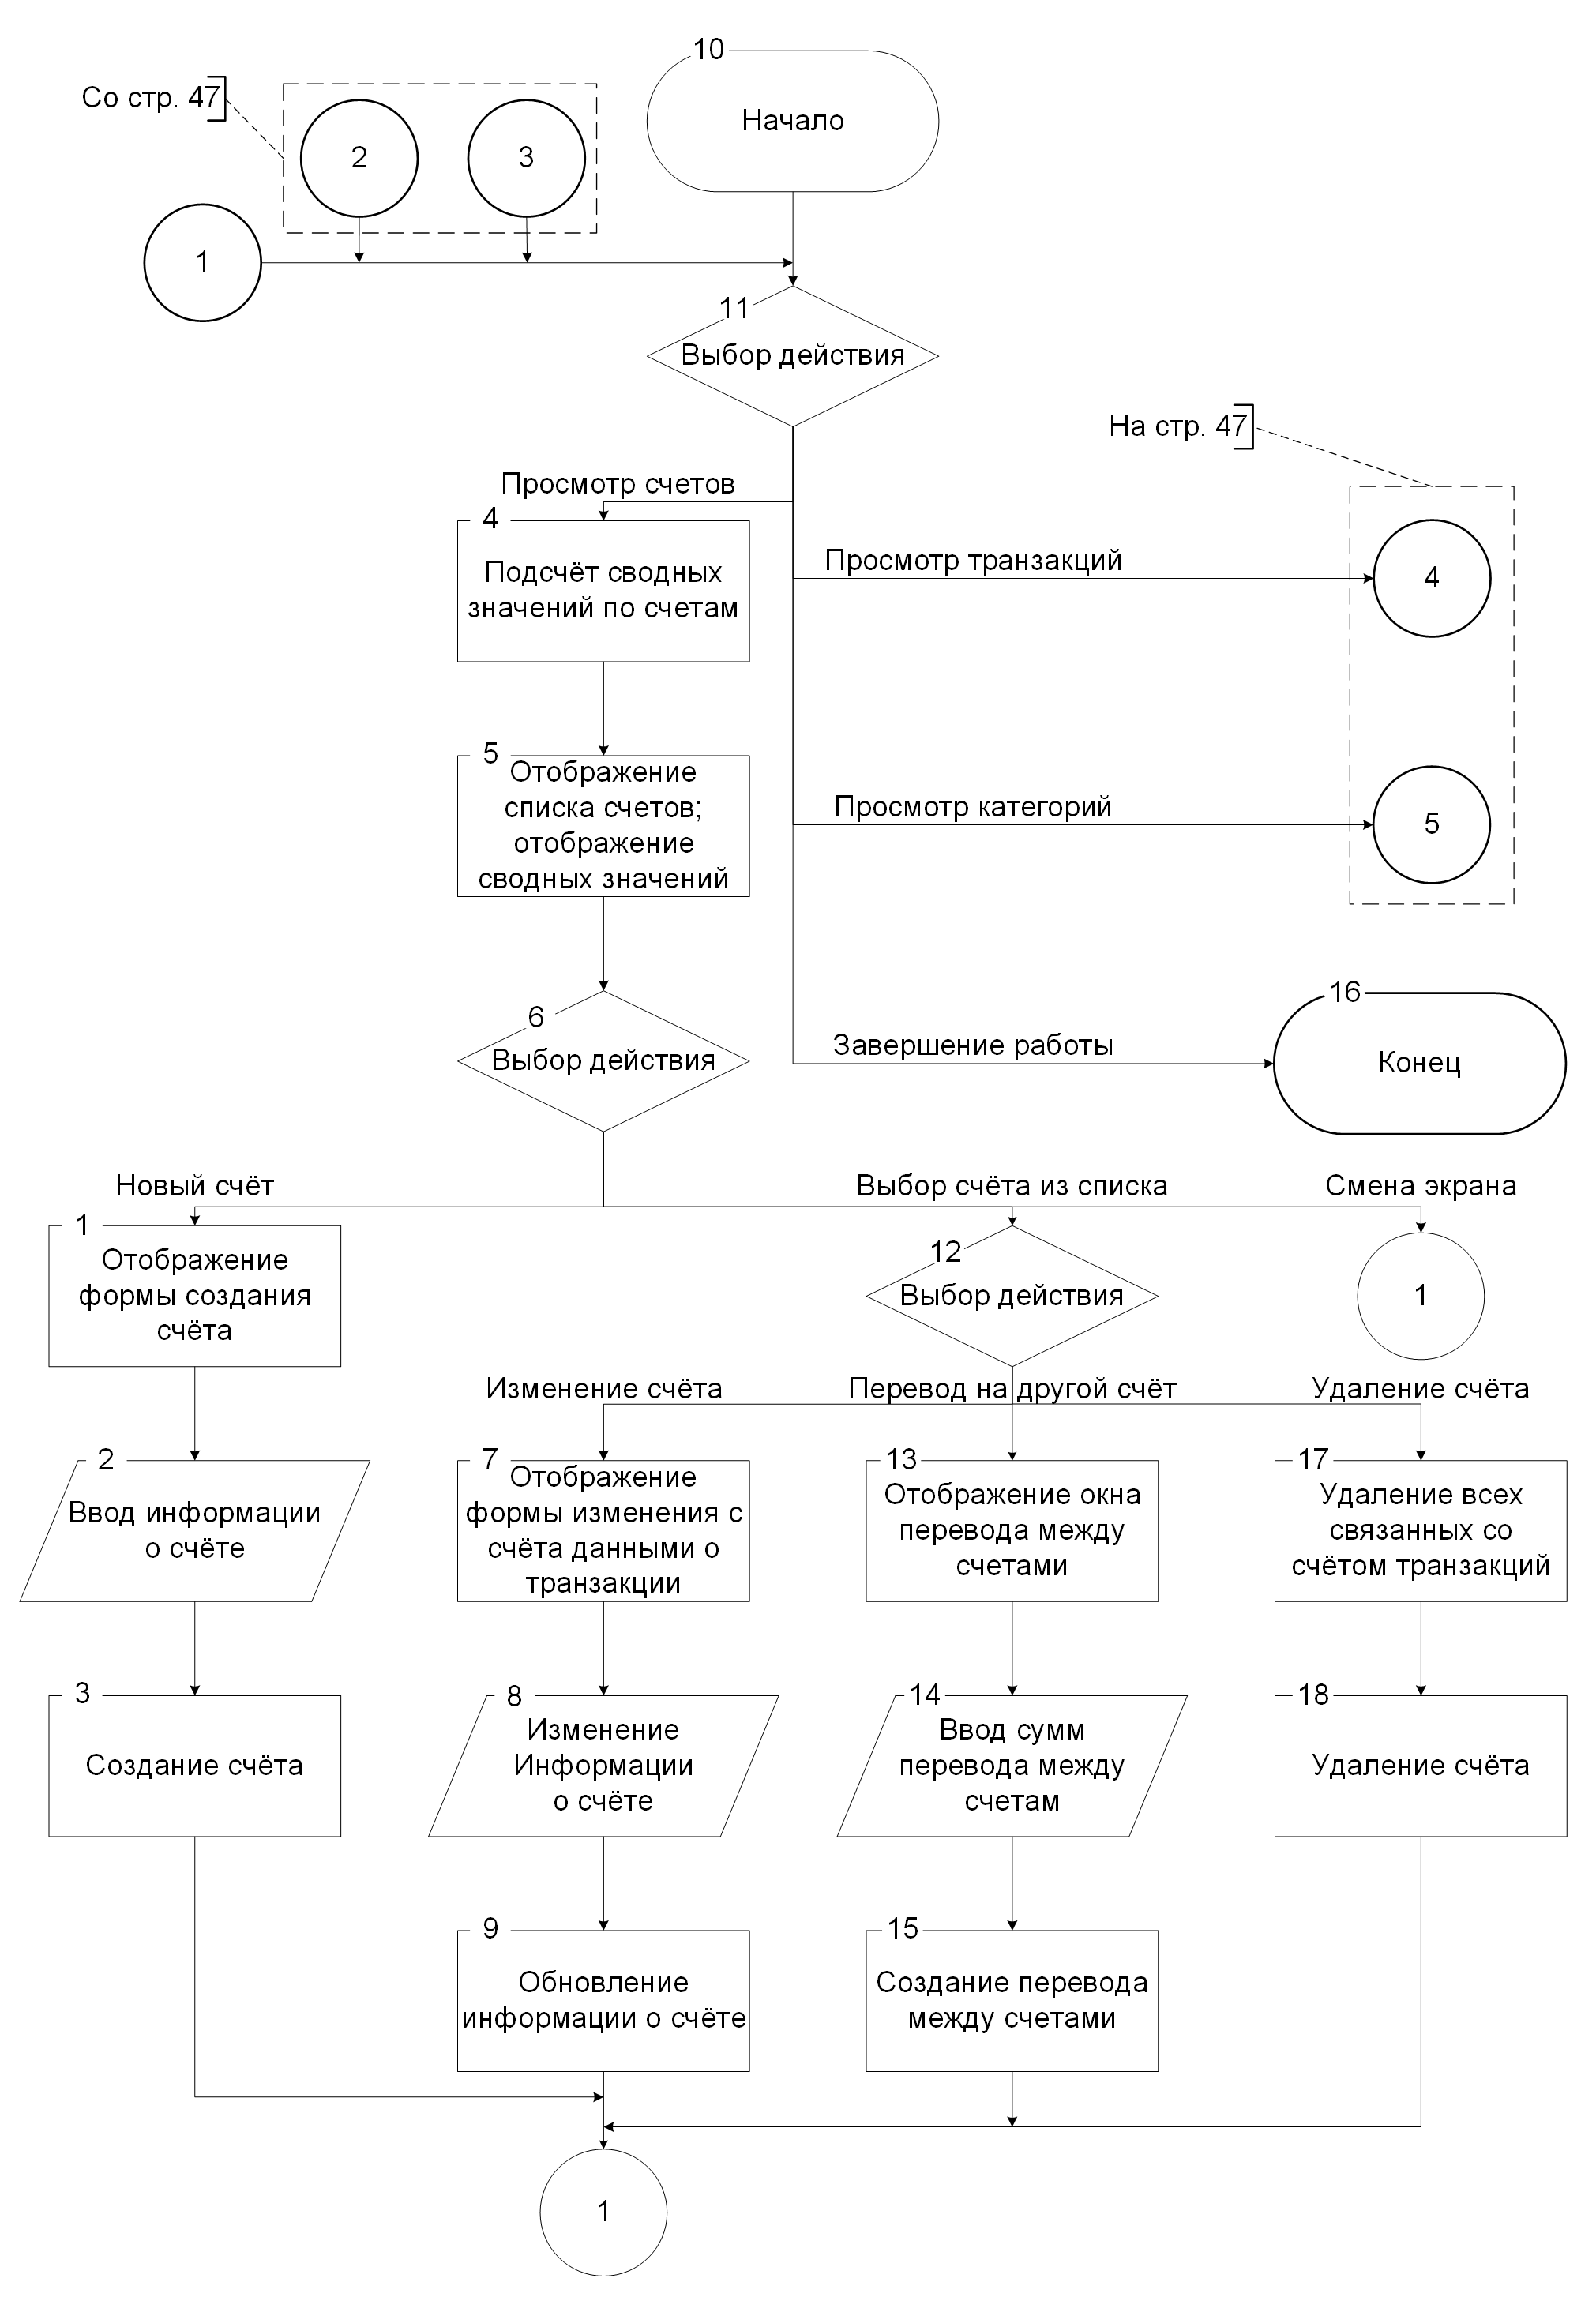 10
Начало
Со стр. 47
2
3
1
11
Выбор действия
На стр. 47
Просмотр счетов
4
Подсчёт сводных
значений по счетам
Просмотр транзакций
4
5
Отображение
списка счетов;
отображение
сводных значений
Просмотр категорий
5
6
Выбор действия
16
Завершение работы
Конец
Новый счёт
Выбор счёта из списка
Смена экрана
1
Отображение
формы создания
счёта
12
Выбор действия
1
Изменение счёта
Перевод на другой счёт
Удаление счёта
2
Ввод информации
о счёте
7
Отображение
формы изменения с
счёта данными о
транзакции
13
Отображение окна
перевода между
счетами
17
Удаление всех
связанных со
счётом транзакций
3
Создание счёта
8
Изменение
Информации
о счёте
14
Ввод сумм
перевода между
счетам
18
Удаление счёта
9
Обновление
информации о счёте
15
Создание перевода
между счетами
1